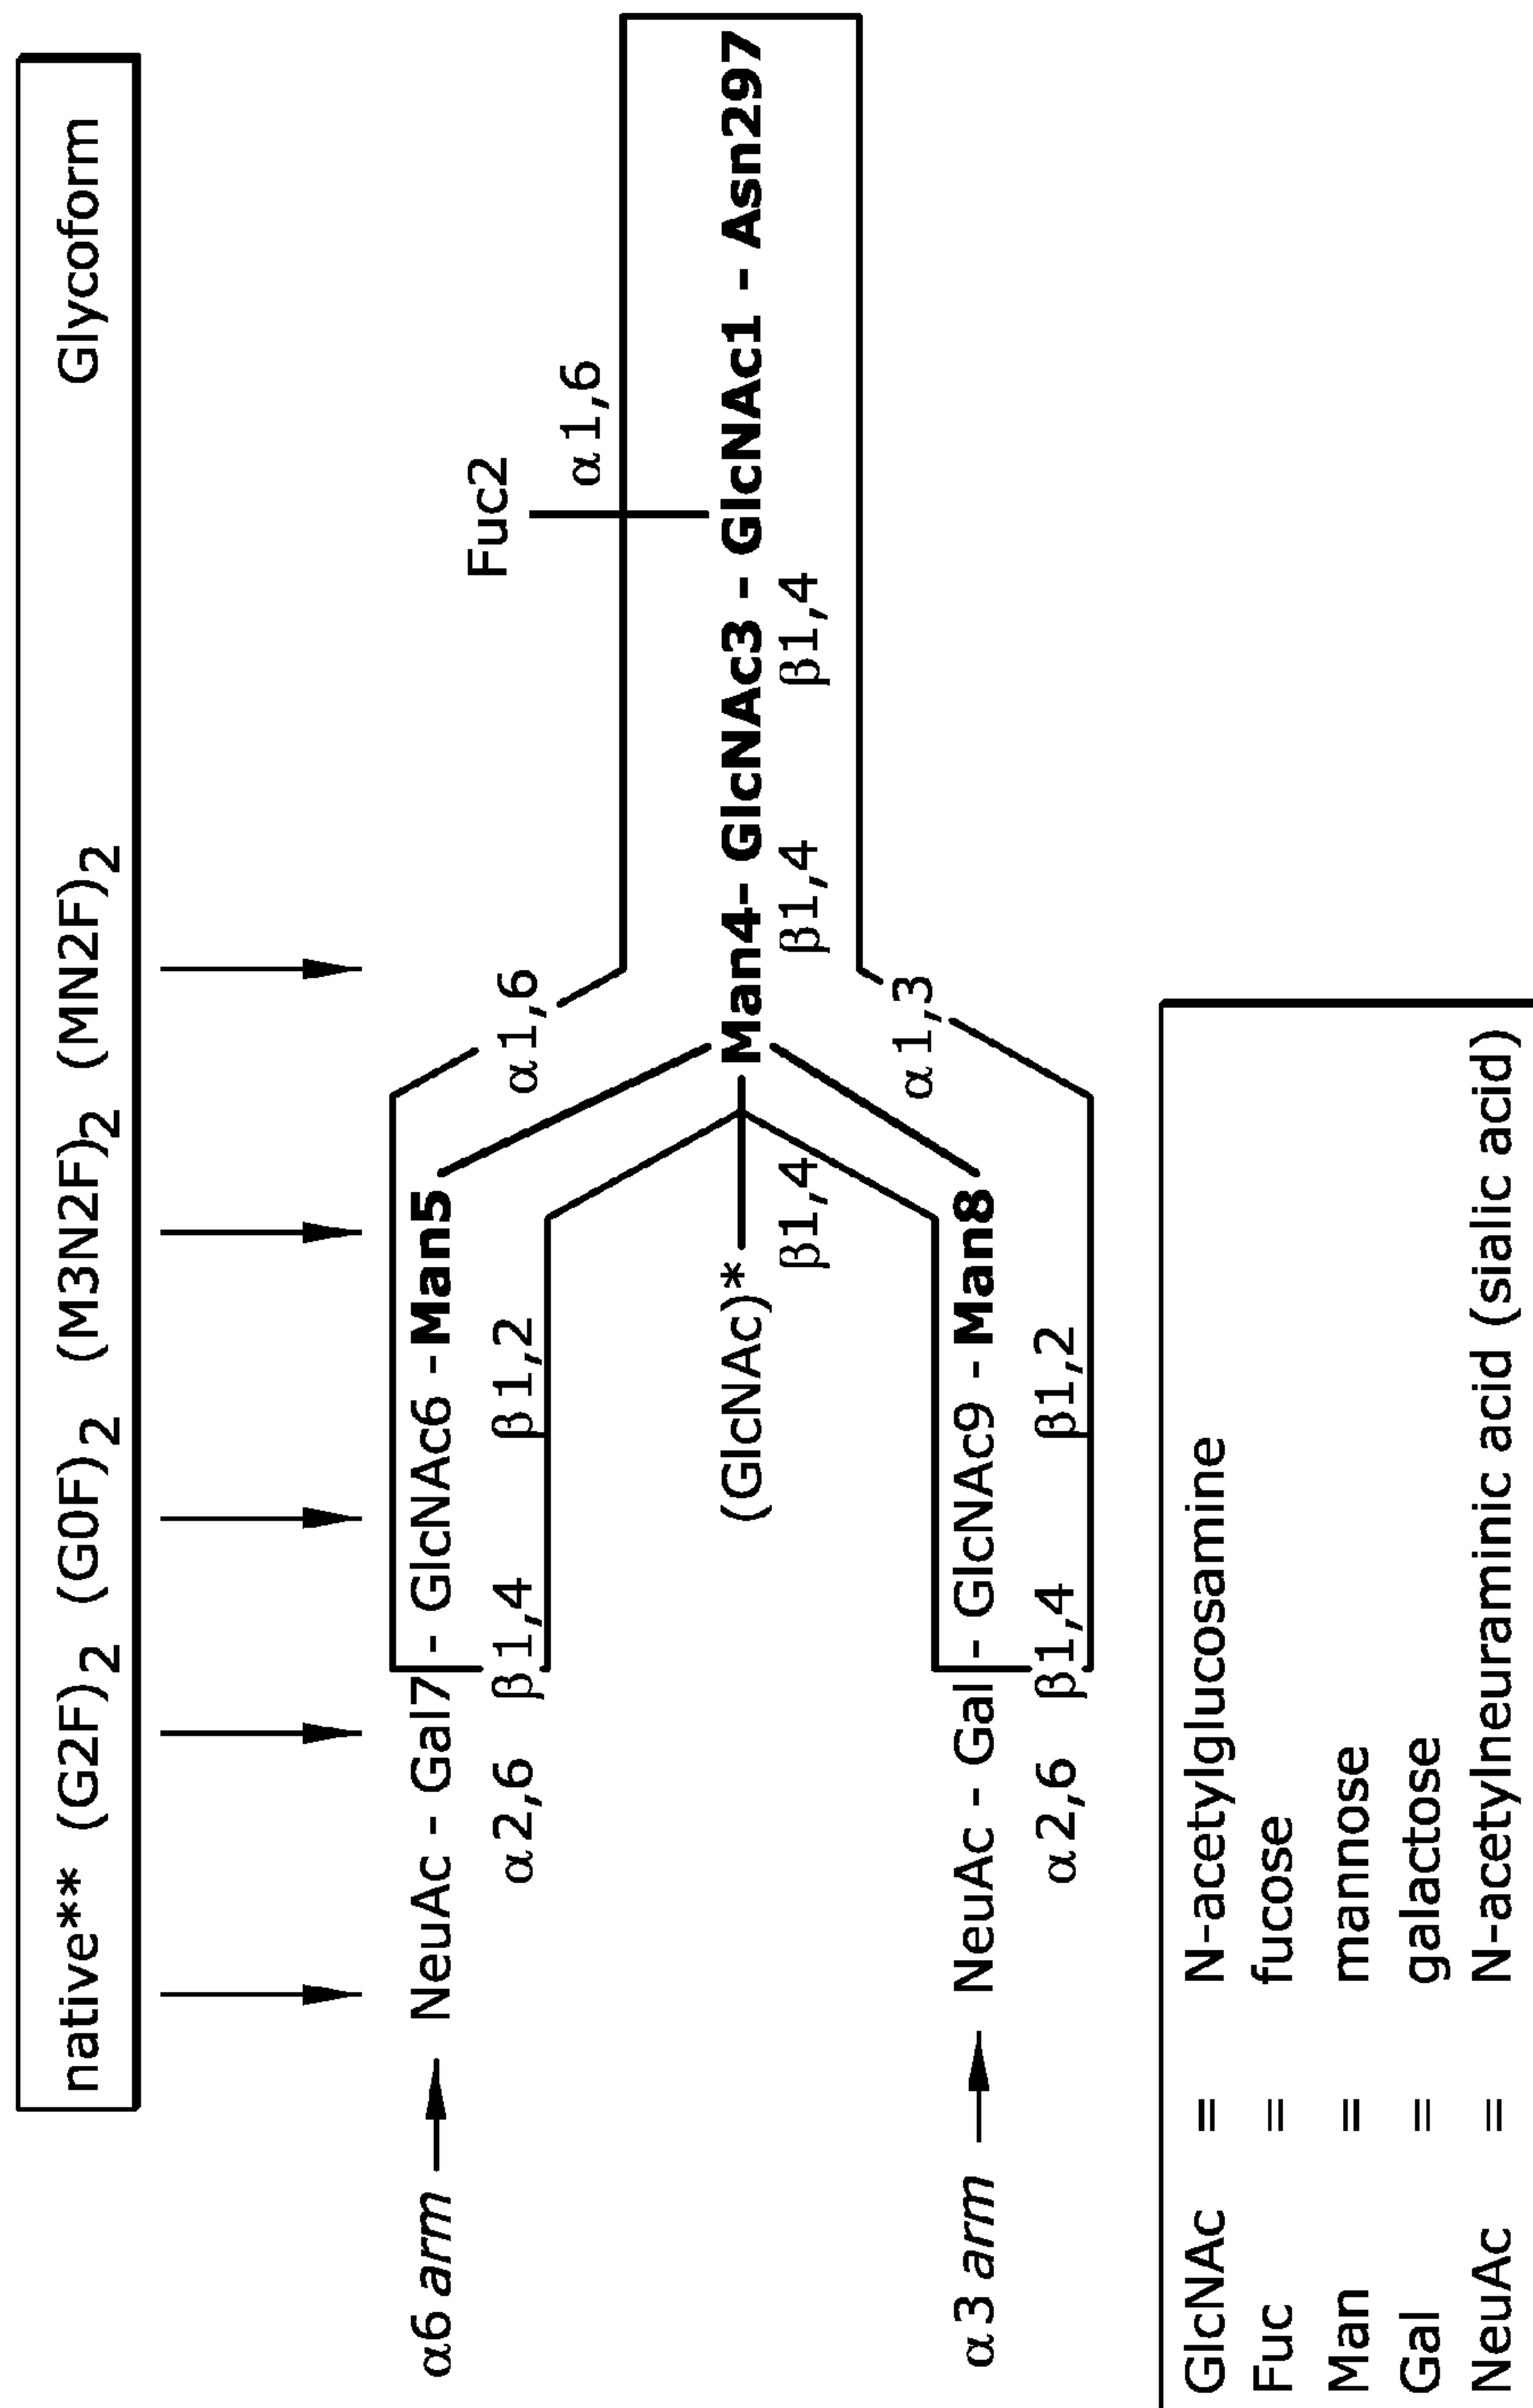 native** (G2F)2 (G0F)2 (M3N2F)2 (MN2F)2 Glycoform
Fuc2
α1,6
α6 arm NeuAc - Gal7 - GlcNAc6 - Man5
α1,6
α2,6 β1,4 β1,2
(GlcNAc)* Man4- GlcNAc3 - GlcNAc1 - Asn297
β1,4 β1,4 β1,4
α1,3
α3 arm NeuAc - Gal - GlcNAc9 - Man8
α2,6 β1,4 β1,2
GlcNAc = N-acetylglucosamine
Fuc = fucose
Man = mannose
Gal = galactose
NeuAc = N-acetylneuraminic acid (sialic acid)